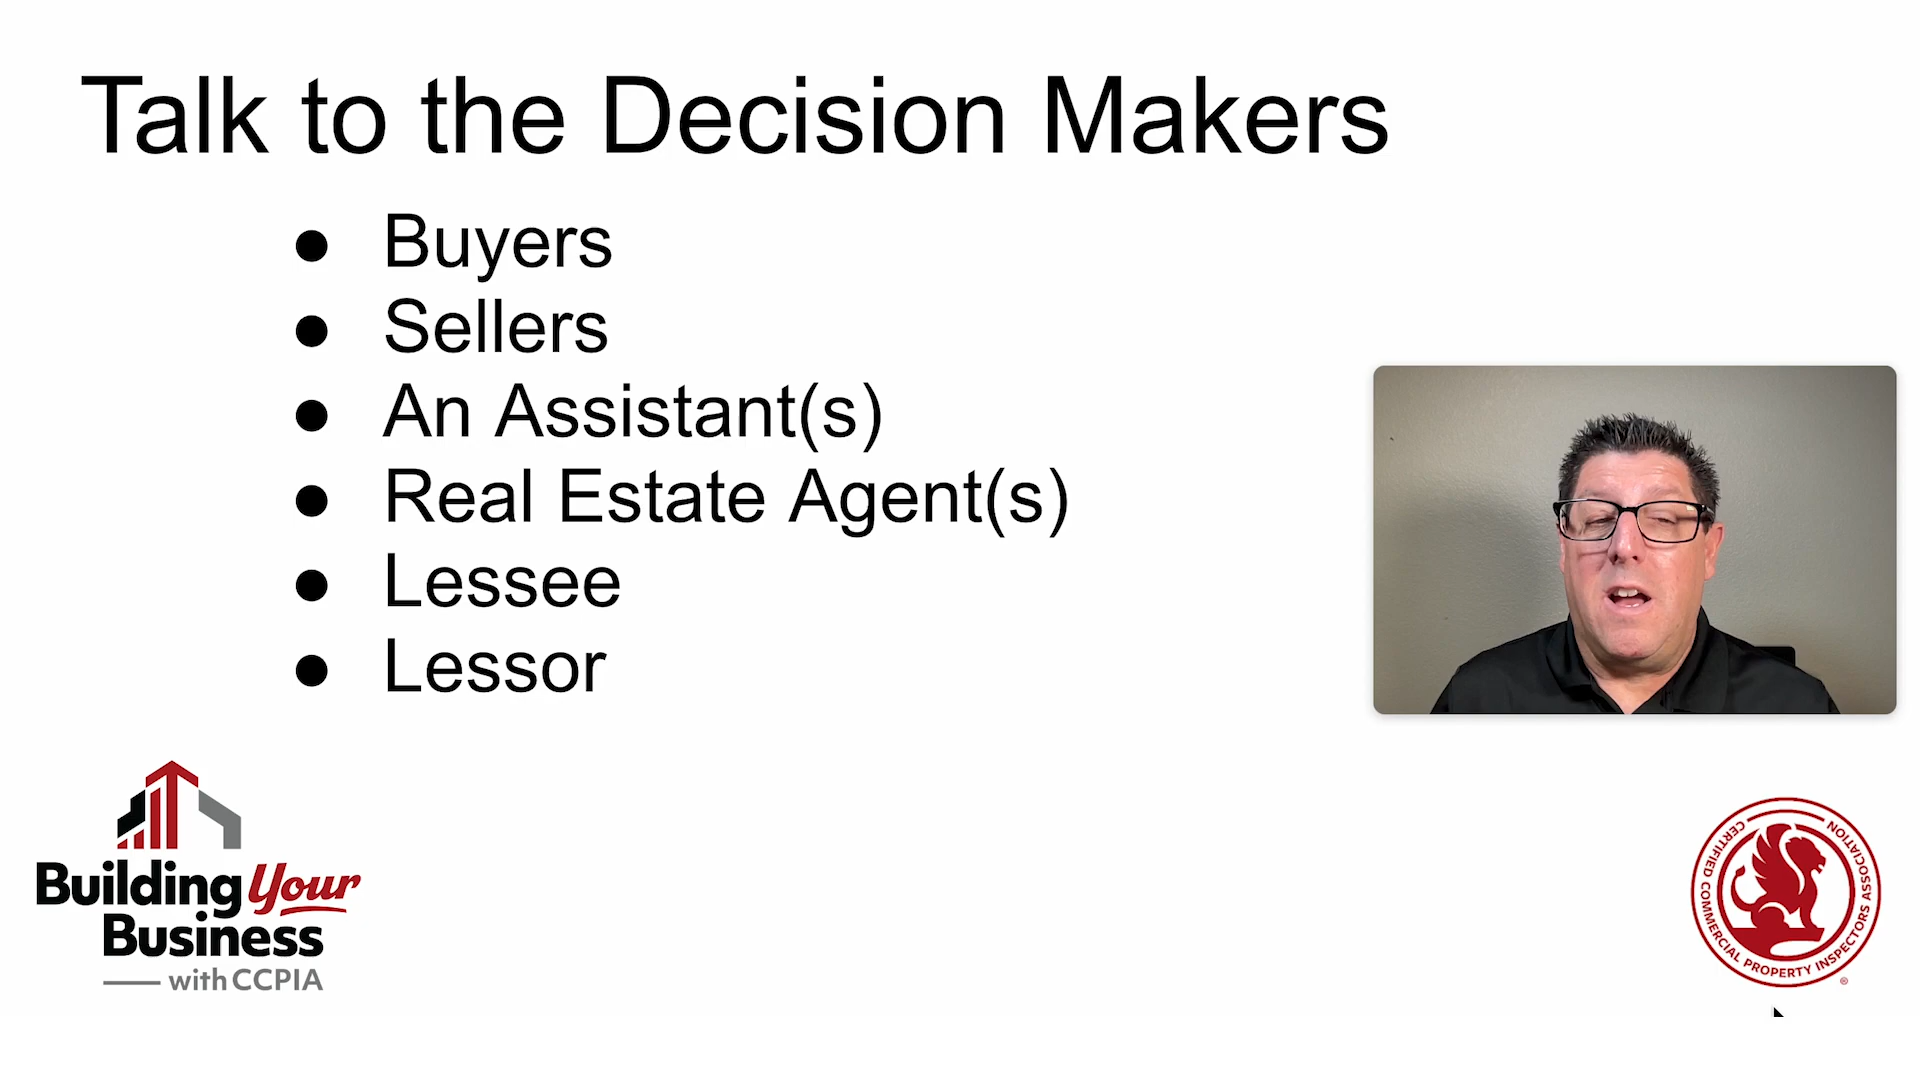 Talk to the Decision Makers
● Buyers
● Sellers
● An Assistant(s)
● Real Estate Agent(s)
● Lessee
● Lessor
Building Your
Business
with CCPIA
CERTIFIED COMMERCIAL PROPERTY INSPECTORS ASSOCIATION
®